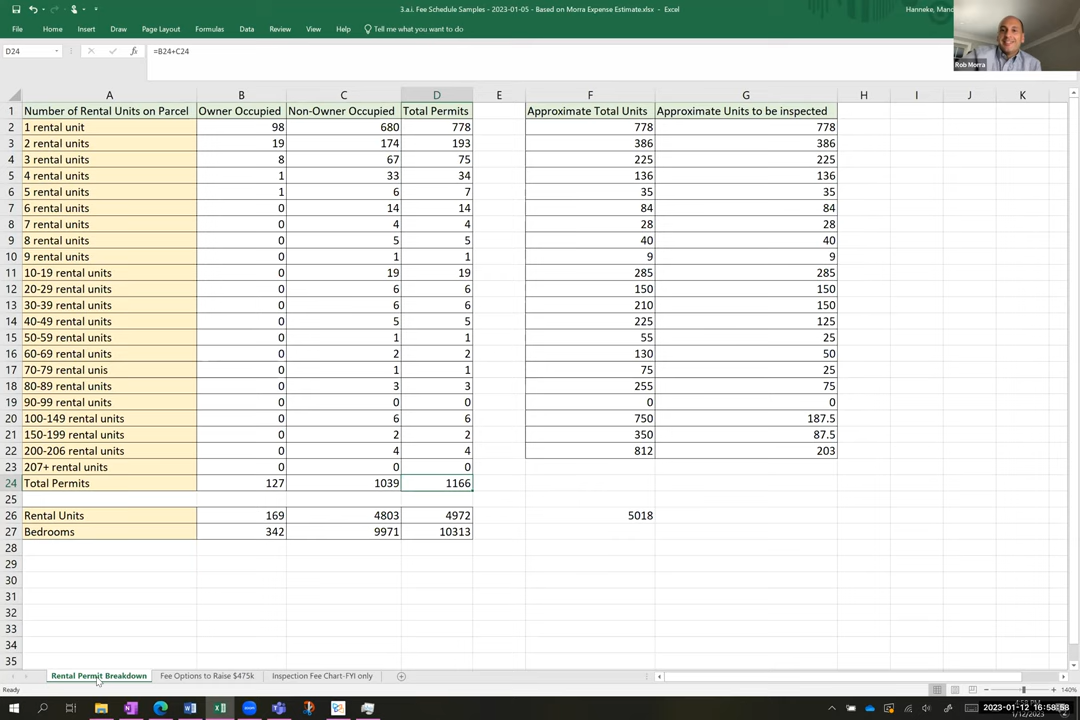 3.a.i. Fee Schedule Samples - 2023-01-05 - Based on Morra Expense Estimate.xlsx - Excel
Hanneke, Mand
File Home Insert Draw Page Layout Formulas Data Review View Help Tell me what you want to do
Rob Morra
D24 fx =B24+C24
A B C D E F G H I J K
1 Number of Rental Units on Parcel Owner Occupied Non-Owner Occupied Total Permits Approximate Total Units Approximate Units to be inspected
2 1 rental unit 98 680 778 778 778
3 2 rental units 19 174 193 386 386
4 3 rental units 8 67 75 225 225
5 4 rental units 1 33 34 136 136
6 5 rental units 1 6 7 35 35
7 6 rental units 0 14 14 84 84
8 7 rental units 0 4 4 28 28
9 8 rental units 0 5 5 40 40
10 9 rental units 0 1 1 9 9
11 10-19 rental units 0 19 19 285 285
12 20-29 rental units 0 6 6 150 150
13 30-39 rental units 0 6 6 210 150
14 40-49 rental units 0 5 5 225 125
15 50-59 rental units 0 1 1 55 25
16 60-69 rental units 0 2 2 130 50
17 70-79 rental unis 0 1 1 75 25
18 80-89 rental units 0 3 3 255 75
19 90-99 rental units 0 0 0 0 0
20 100-149 rental units 0 6 6 750 187.5
21 150-199 rental units 0 2 2 350 87.5
22 200-206 rental units 0 4 4 812 203
23 207+ rental units 0 0 0
24 Total Permits 127 1039 1166
25
26 Rental Units 169 4803 4972 5018
27 Bedrooms 342 9971 10313
28
29
30
31
32
33
34
35
Rental Permit Breakdown Fee Options to Raise $475k Inspection Fee Chart-FYI only
Ready 140%
2023-01-12 16:58:58
1/12/2023